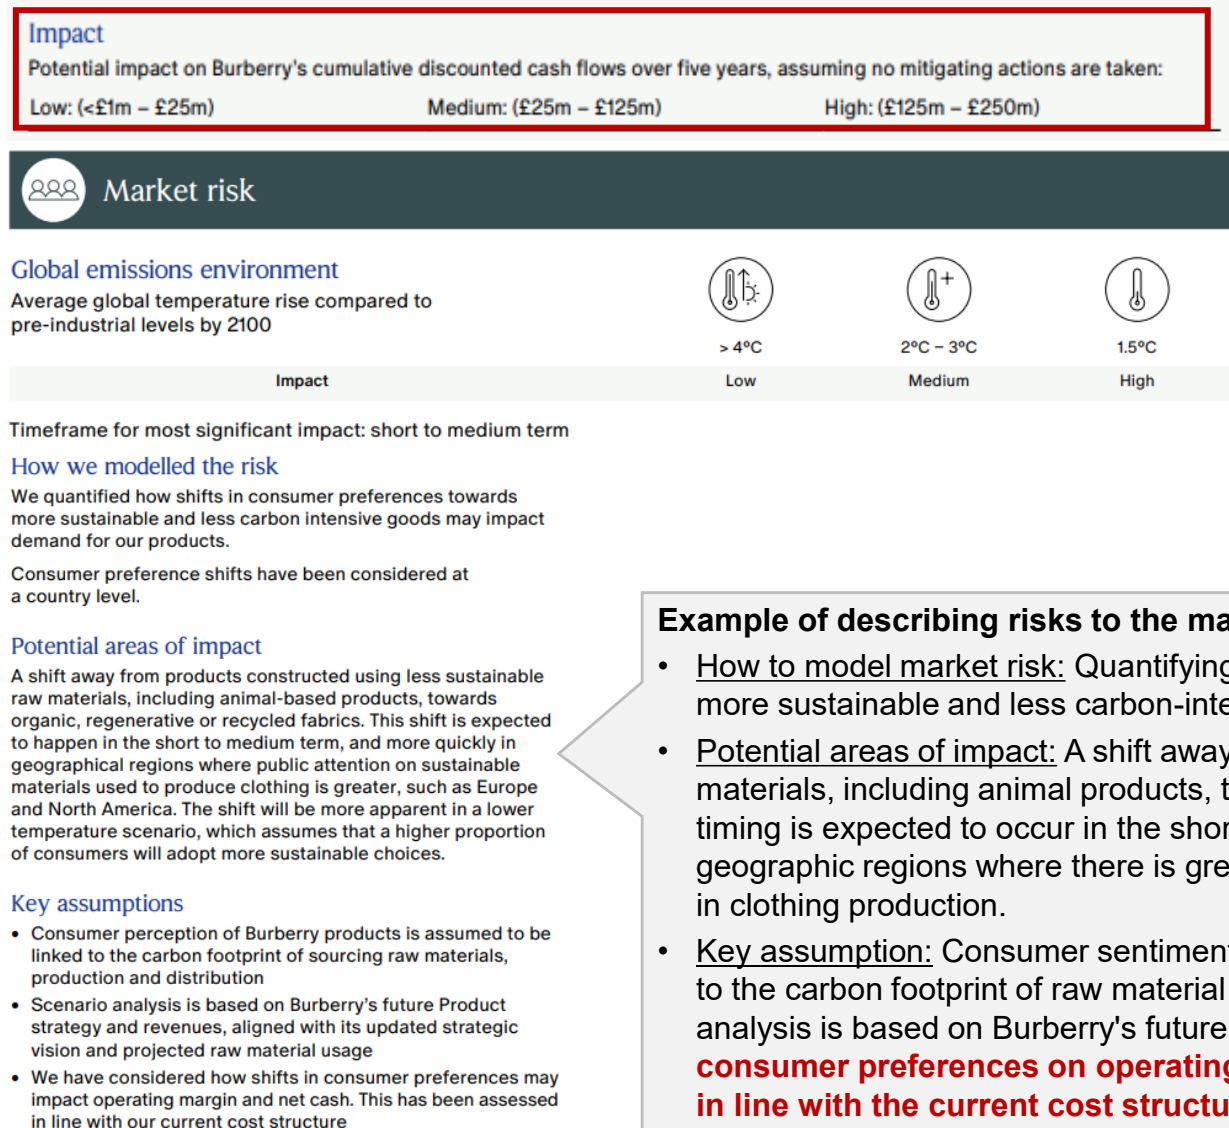 Impact
Potential impact on Burberry's cumulative discounted cash flows over five years, assuming no mitigating actions are taken:
Low: (<£1m – £25m) Medium: (£25m – £125m) High: (£125m – £250m)
Market risk
Global emissions environment
Average global temperature rise compared to
pre-industrial levels by 2100
> 4°C 2°C – 3°C 1.5°C
Impact Low Medium High
Timeframe for most significant impact: short to medium term
How we modelled the risk
We quantified how shifts in consumer preferences towards
more sustainable and less carbon intensive goods may impact
demand for our products.
Consumer preference shifts have been considered at
a country level.
Potential areas of impact
A shift away from products constructed using less sustainable
raw materials, including animal-based products, towards
organic, regenerative or recycled fabrics. This shift is expected
to happen in the short to medium term, and more quickly in
geographical regions where public attention on sustainable
materials used to produce clothing is greater, such as Europe
and North America. The shift will be more apparent in a lower
temperature scenario, which assumes that a higher proportion
of consumers will adopt more sustainable choices.
Key assumptions
• Consumer perception of Burberry products is assumed to be
linked to the carbon footprint of sourcing raw materials,
production and distribution
• Scenario analysis is based on Burberry's future Product
strategy and revenues, aligned with its updated strategic
vision and projected raw material usage
• We have considered how shifts in consumer preferences may
impact operating margin and net cash. This has been assessed
in line with our current cost structure
Example of describing risks to the ma
• How to model market risk: Quantifying
more sustainable and less carbon-inte
• Potential areas of impact: A shift away
materials, including animal products, t
timing is expected to occur in the shor
geographic regions where there is gre
in clothing production.
• Key assumption: Consumer sentiment
to the carbon footprint of raw material
analysis is based on Burberry's future
consumer preferences on operating
in line with the current cost structu